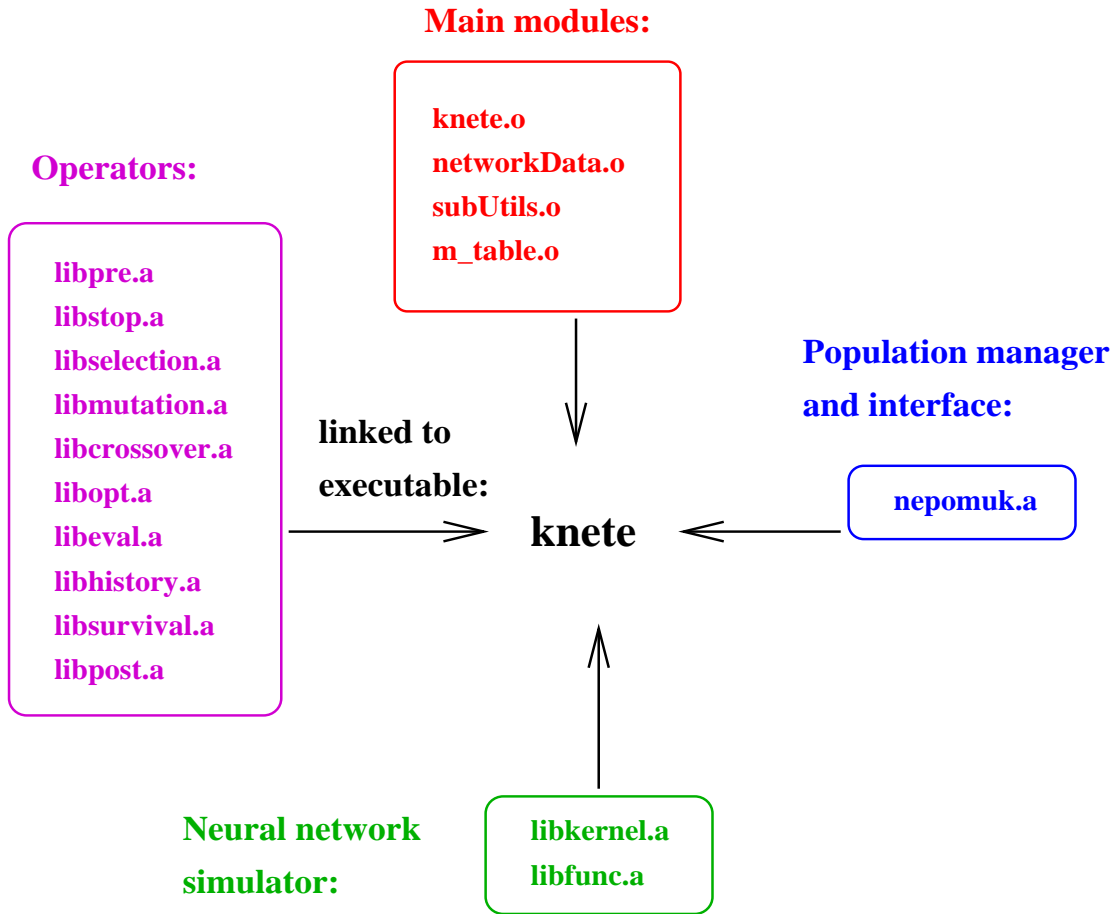 Main modules:
knete.o
networkData.o
subUtils.o
m_table.o
Operators:
libpre.a
libstop.a
libselection.a
libmutation.a
libcrossover.a
libopt.a
libeval.a
libhistory.a
libsurvival.a
libpost.a
linked to
executable:
knete
Population manager
and interface:
nepomuk.a
Neural network
simulator:
libkernel.a
libfunc.a